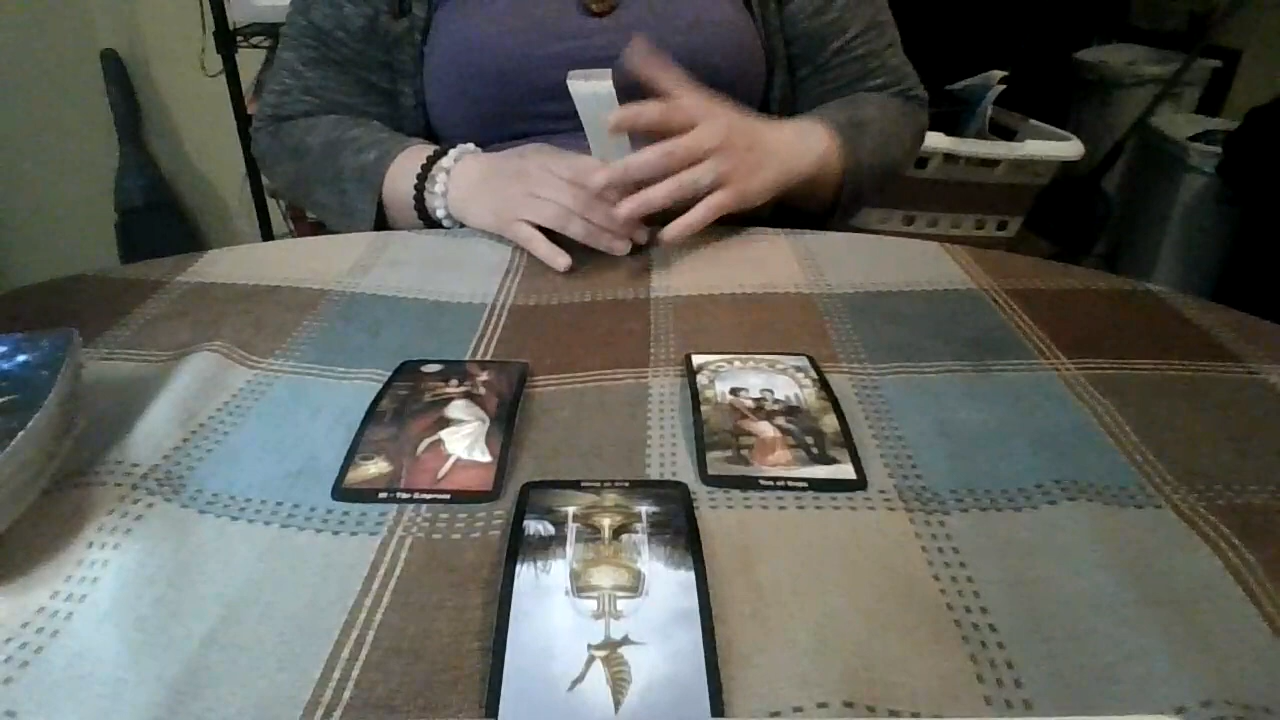 III - The Empress
Ten of Cups